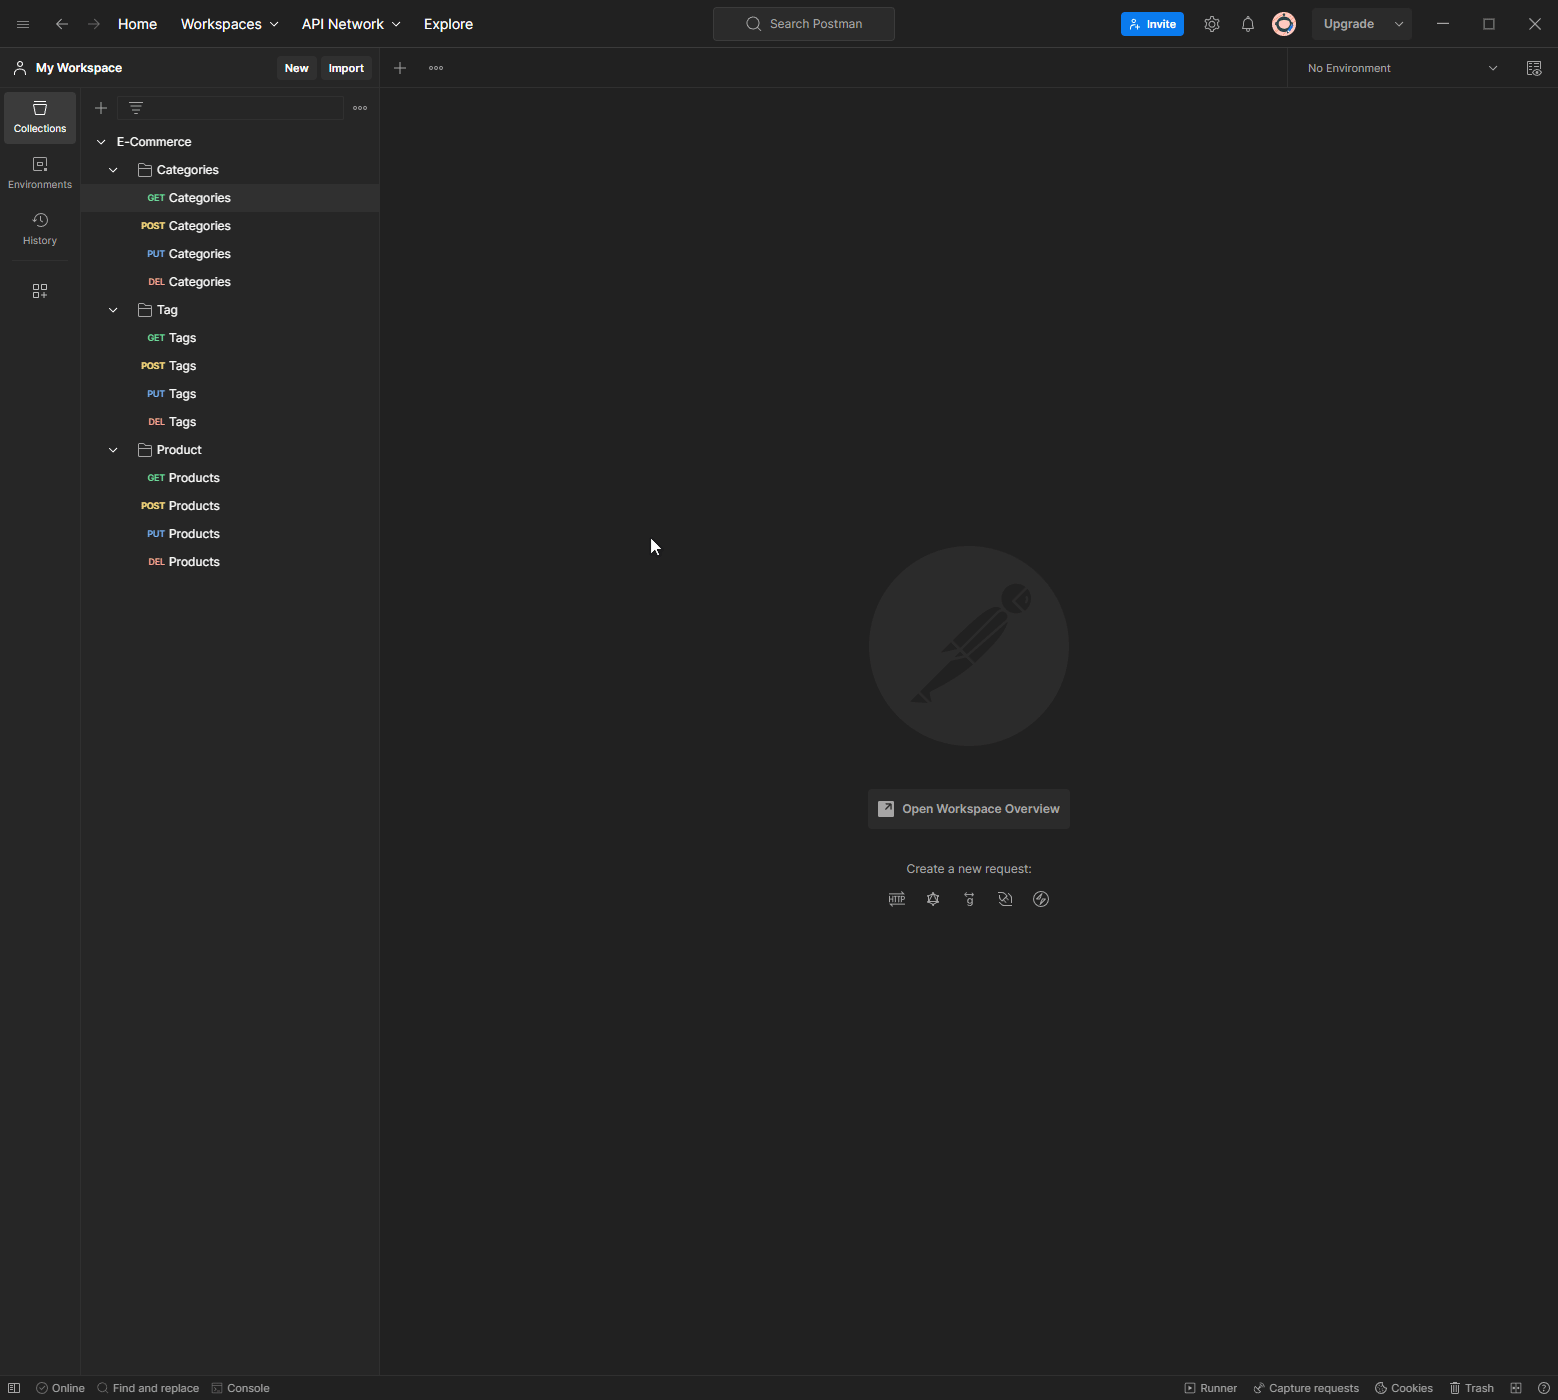 Home Workspaces API Network Explore Search Postman Invite Upgrade
My Workspace New Import No Environment
Collections
Environments
History
E-Commerce
Categories
GET Categories
POST Categories
PUT Categories
DEL Categories
Tag
GET Tags
POST Tags
PUT Tags
DEL Tags
Product
GET Products
POST Products
PUT Products
DEL Products
Open Workspace Overview
Create a new request:
HTTP g
Online Find and replace Console Runner Capture requests Cookies Trash